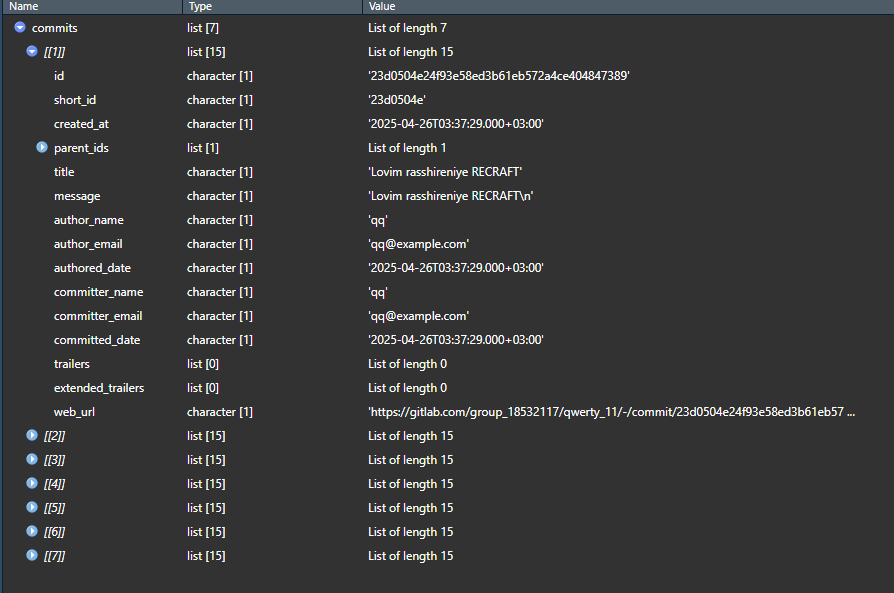 Name Type Value
commits list [7] List of length 7
[[1]] list [15] List of length 15
id character [1] '23d0504e24f93e58ed3b61eb572a4ce404847389'
short_id character [1] '23d0504e'
created_at character [1] '2025-04-26T03:37:29.000+03:00'
parent_ids list [1] List of length 1
title character [1] 'Lovim rasshireniye RECRAFT'
message character [1] 'Lovim rasshireniye RECRAFT\n'
author_name character [1] 'qq'
author_email character [1] 'qq@example.com'
authored_date character [1] '2025-04-26T03:37:29.000+03:00'
committer_name character [1] 'qq'
committer_email character [1] 'qq@example.com'
committed_date character [1] '2025-04-26T03:37:29.000+03:00'
trailers list [0] List of length 0
extended_trailers list [0] List of length 0
web_url character [1] 'https://gitlab.com/group_18532117/qwerty_11/-/commit/23d0504e24f93e58ed3b61eb57 ...
[[2]] list [15] List of length 15
[[3]] list [15] List of length 15
[[4]] list [15] List of length 15
[[5]] list [15] List of length 15
[[6]] list [15] List of length 15
[[7]] list [15] List of length 15